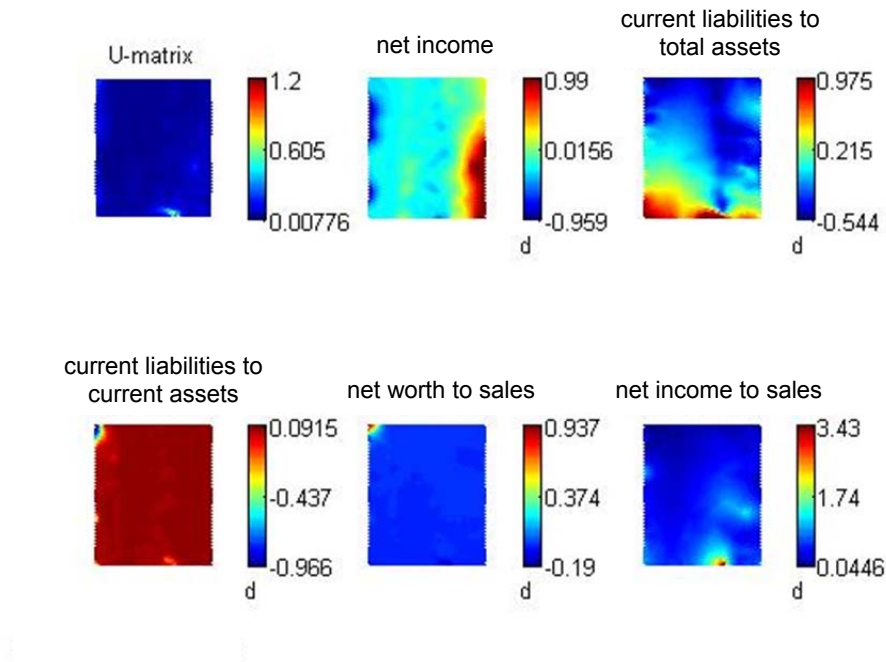 U-matrix
1.2
0.605
0.00776
net income
0.99
0.0156
-0.959
d
current liabilities to
total assets
0.975
0.215
-0.544
d
current liabilities to
current assets
0.0915
-0.437
-0.966
d
net worth to sales
0.937
0.374
-0.19
d
net income to sales
3.43
1.74
0.0446
d